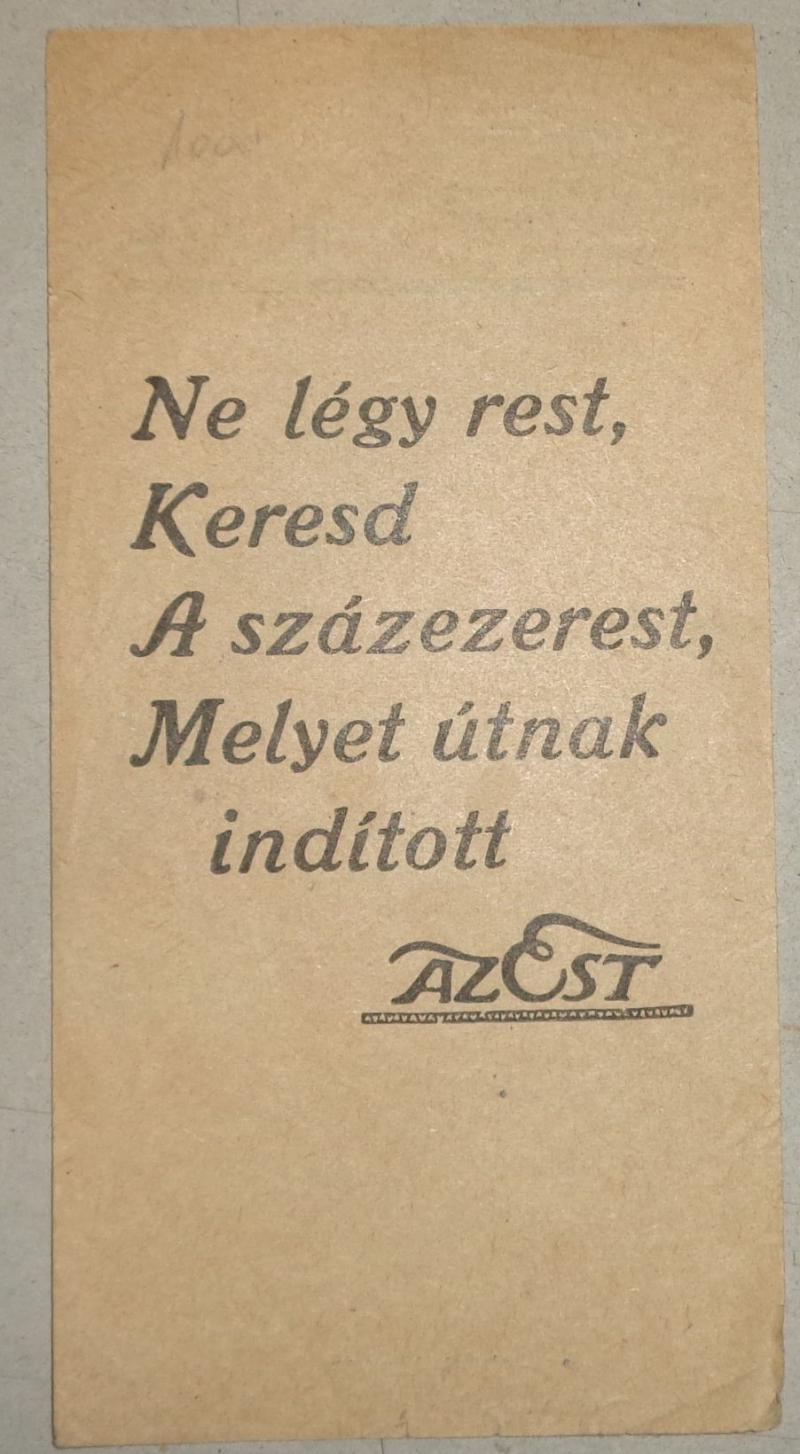 Ne légy rest,
Keresd
A százezerest,
Melyet útnak
indított
AZ EST